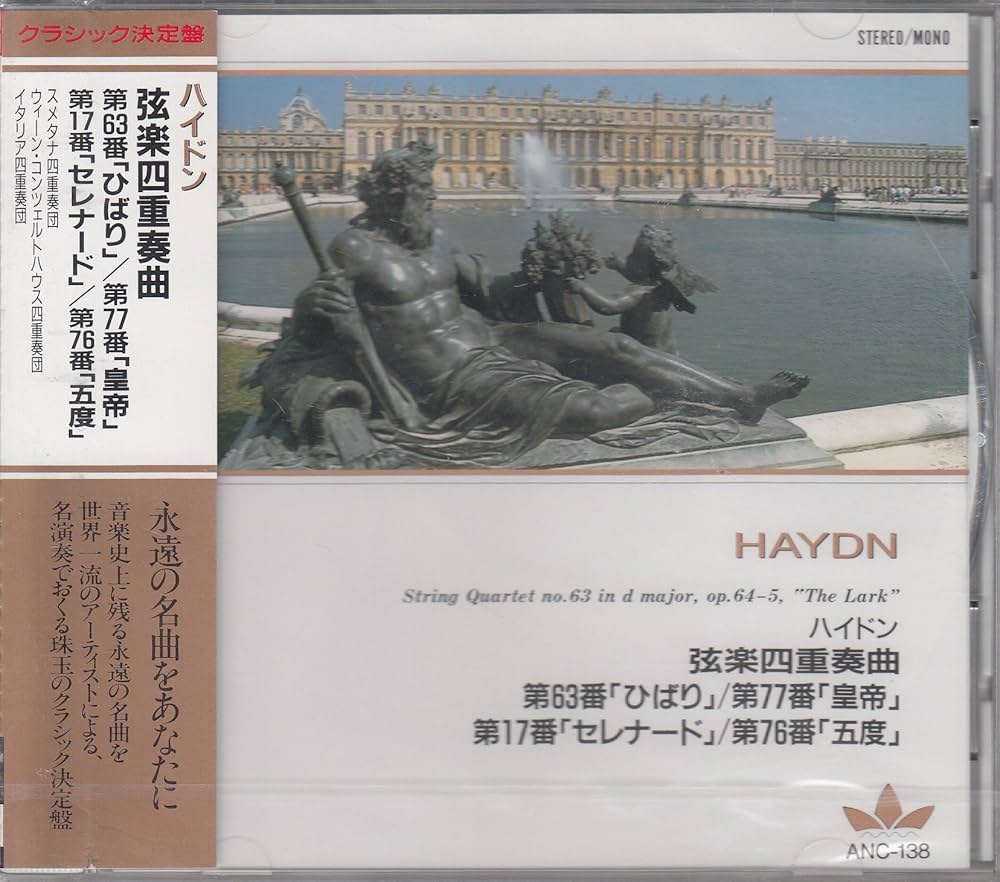 クラシック決定盤
ハイドン
弦楽四重奏曲
第63番「ひばり」/第77番「皇帝」
第17番「セレナード」/第76番「五度」
スメタナ四重奏団
ウィーン・コンツェルトハウス四重奏団
イタリア四重奏団
永遠の名曲をあなたに
音楽史上に残る永遠の名曲を
世界一流のアーティストによる、
名演奏でおくる珠玉のクラシック決定盤
STEREO/MONO
HAYDN
String Quartet no.63 in d major, op.64-5, "The Lark"
ハイドン
弦楽四重奏曲
第63番「ひばり」/第77番「皇帝」
第17番「セレナード」/第76番「五度」
ANC-138